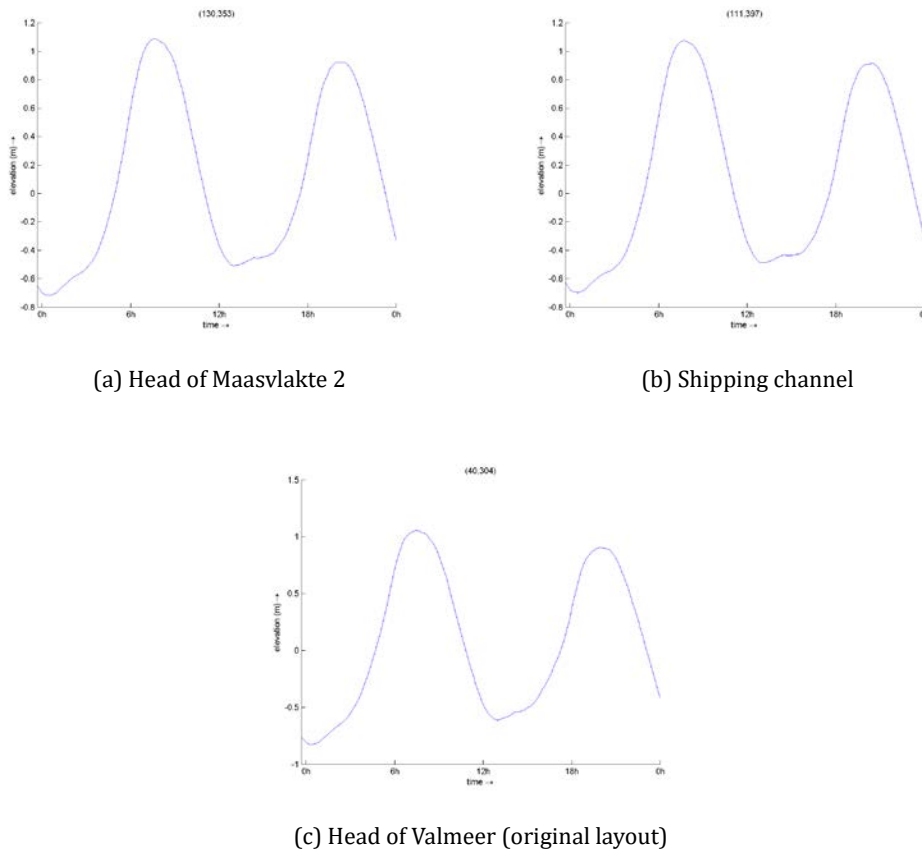 (130,353)
1.2
1
0.8
0.6
0.4
0.2
0
-0.2
-0.4
-0.6
-0.8
elevation (m) →
0h 6h 12h 18h 0h
time →
(a) Head of Maasvlakte 2
(111,397)
1.2
1
0.8
0.6
0.4
0.2
0
-0.2
-0.4
-0.6
-0.8
elevation (m) →
0h 6h 12h 18h
time →
(b) Shipping channel
(40,304)
1.5
1
0.5
0
-0.5
-1
elevation (m) →
0h 6h 12h 18h 0h
time →
(c) Head of Valmeer (original layout)